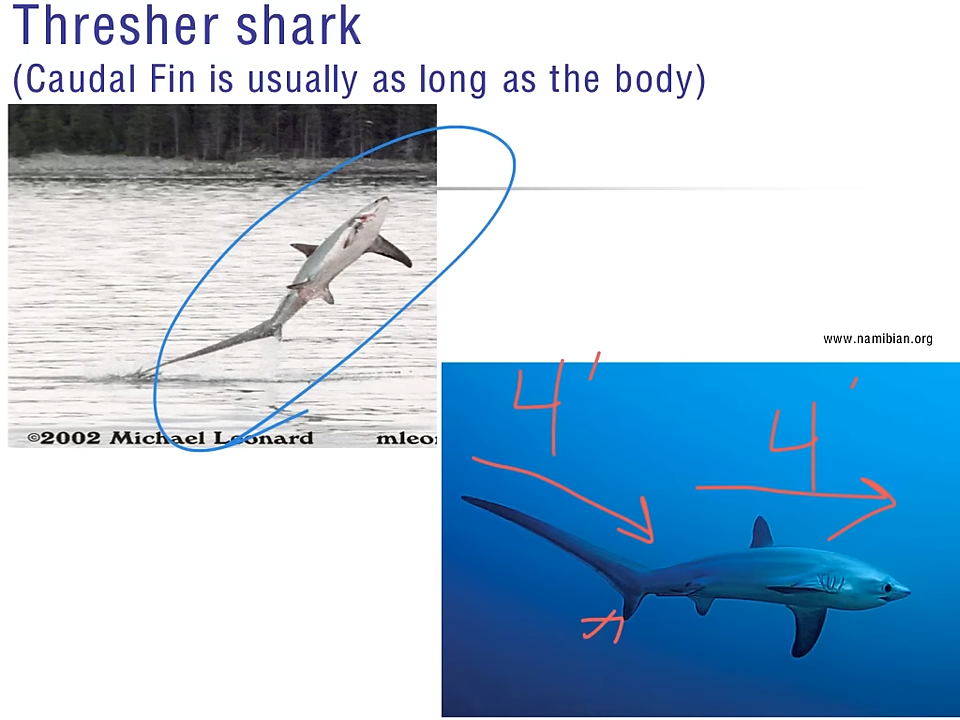 Thresher shark
(Caudal Fin is usually as long as the body)
www.namibian.org
4'
4'
©2002 Michael Leonard mleo